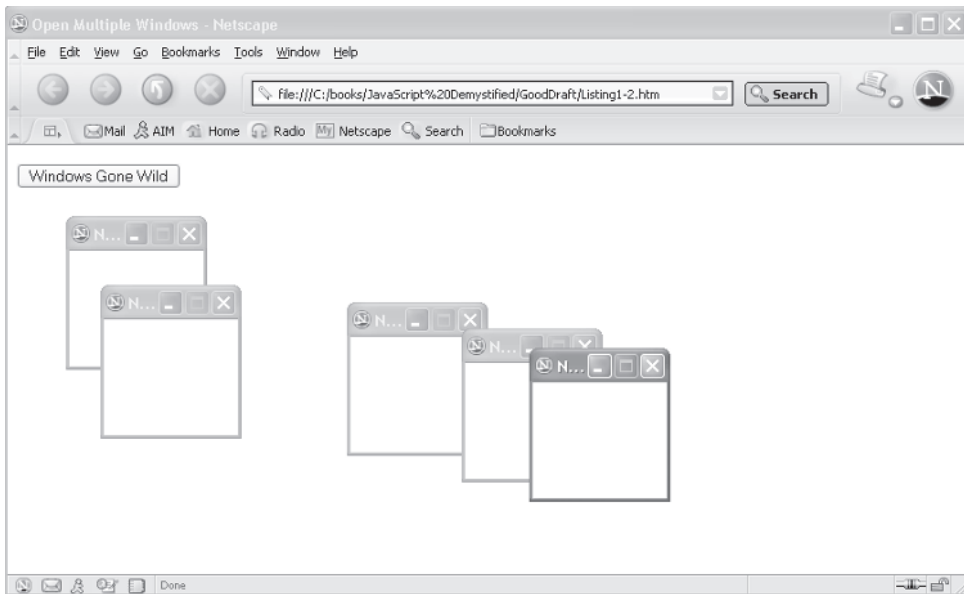 Open Multiple Windows - Netscape
File Edit View Go Bookmarks Tools Window Help
file:///C:/books/JavaScript%20Demystified/GoodDraft/Listing1-2.htm Search N
Mail AIM Home Radio My Netscape Search Bookmarks
Windows Gone Wild
N...
N...
N...
N...
N...
Done